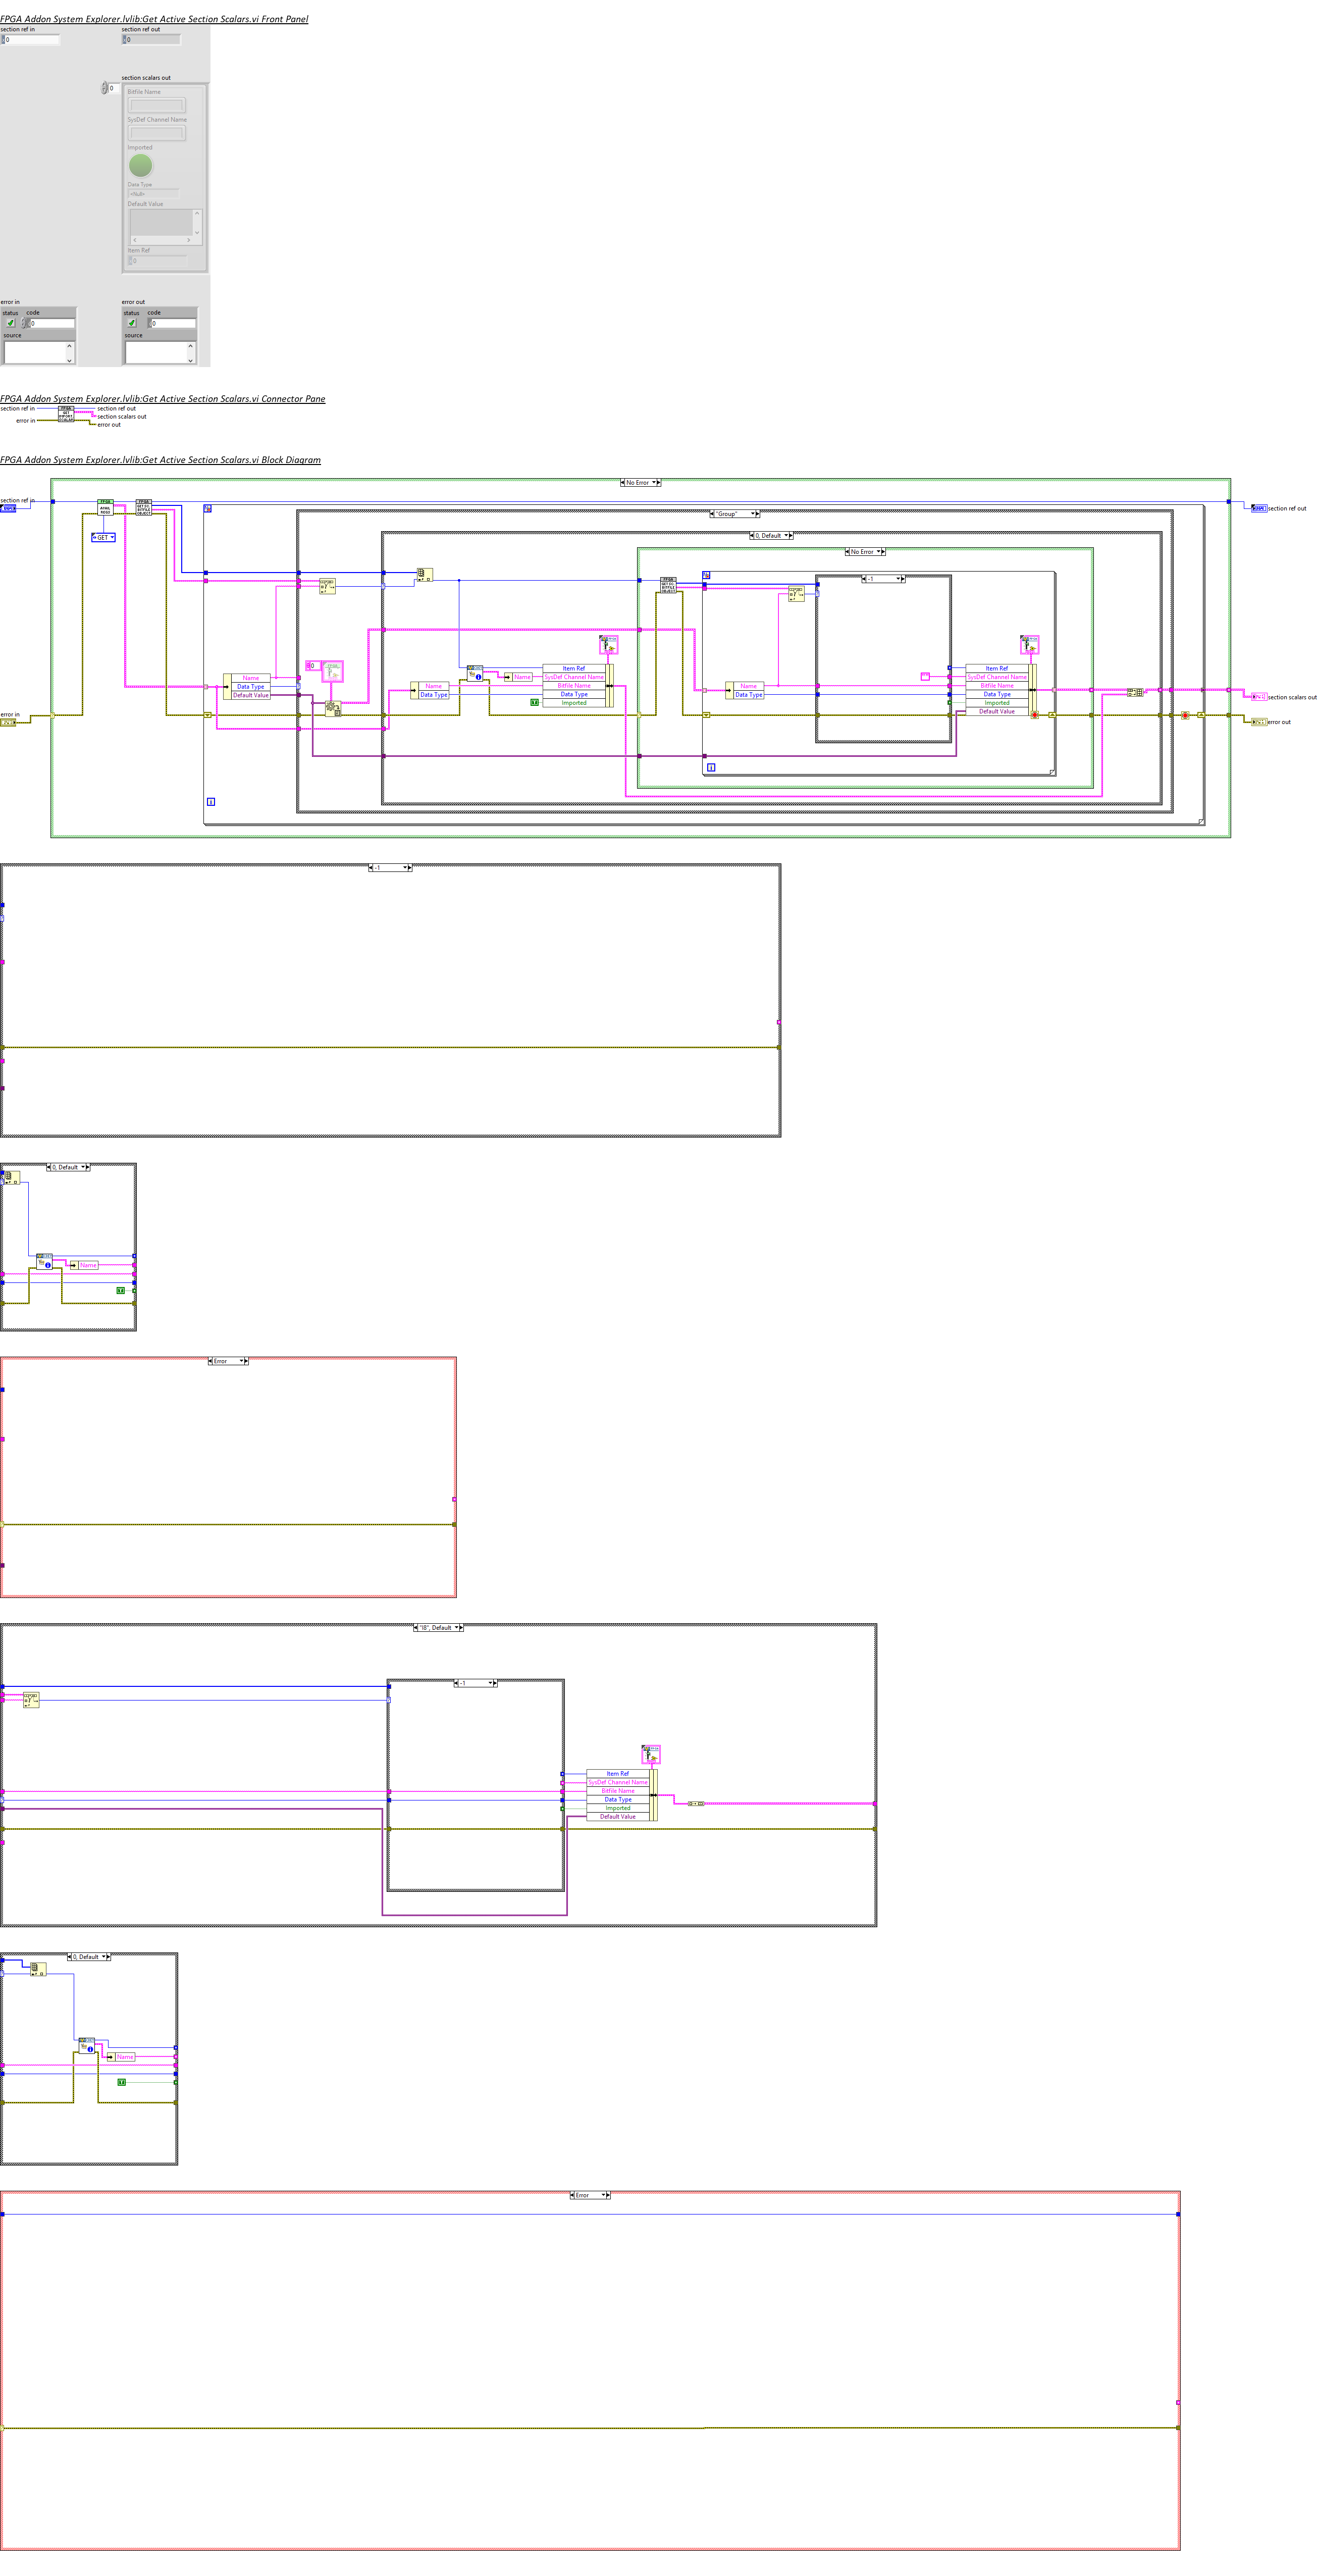 FPGA Addon System Explorer.lvlib:Get Active Section Scalars.vi Front Panel
section ref in
section ref out
0
0
section scalars out
0
Bitfile Name
SysDef Channel Name
Imported
Data Type
<Null>
Default Value
Item Ref
0
error in
error out
status code
status code
0
0
source
source
FPGA Addon System Explorer.lvlib:Get Active Section Scalars.vi Connector Pane
section ref in
section ref out
section scalars out
error in
error out
FPGA Addon System Explorer.lvlib:Get Active Section Scalars.vi Block Diagram
No Error
section ref in
section ref out
GET
"Group"
0, Default
No Error
-1
Name
Data Type
Default Value
0
Name
Data Type
Name
Item Ref
SysDef Channel Name
Bitfile Name
Data Type
Imported
Name
Data Type
Item Ref
SysDef Channel Name
Bitfile Name
Data Type
Imported
Default Value
section scalars out
error in
error out
i
i
-1
0, Default
Name
Error
"I8", Default
-1
Item Ref
SysDef Channel Name
Bitfile Name
Data Type
Imported
Default Value
0, Default
Name
Error